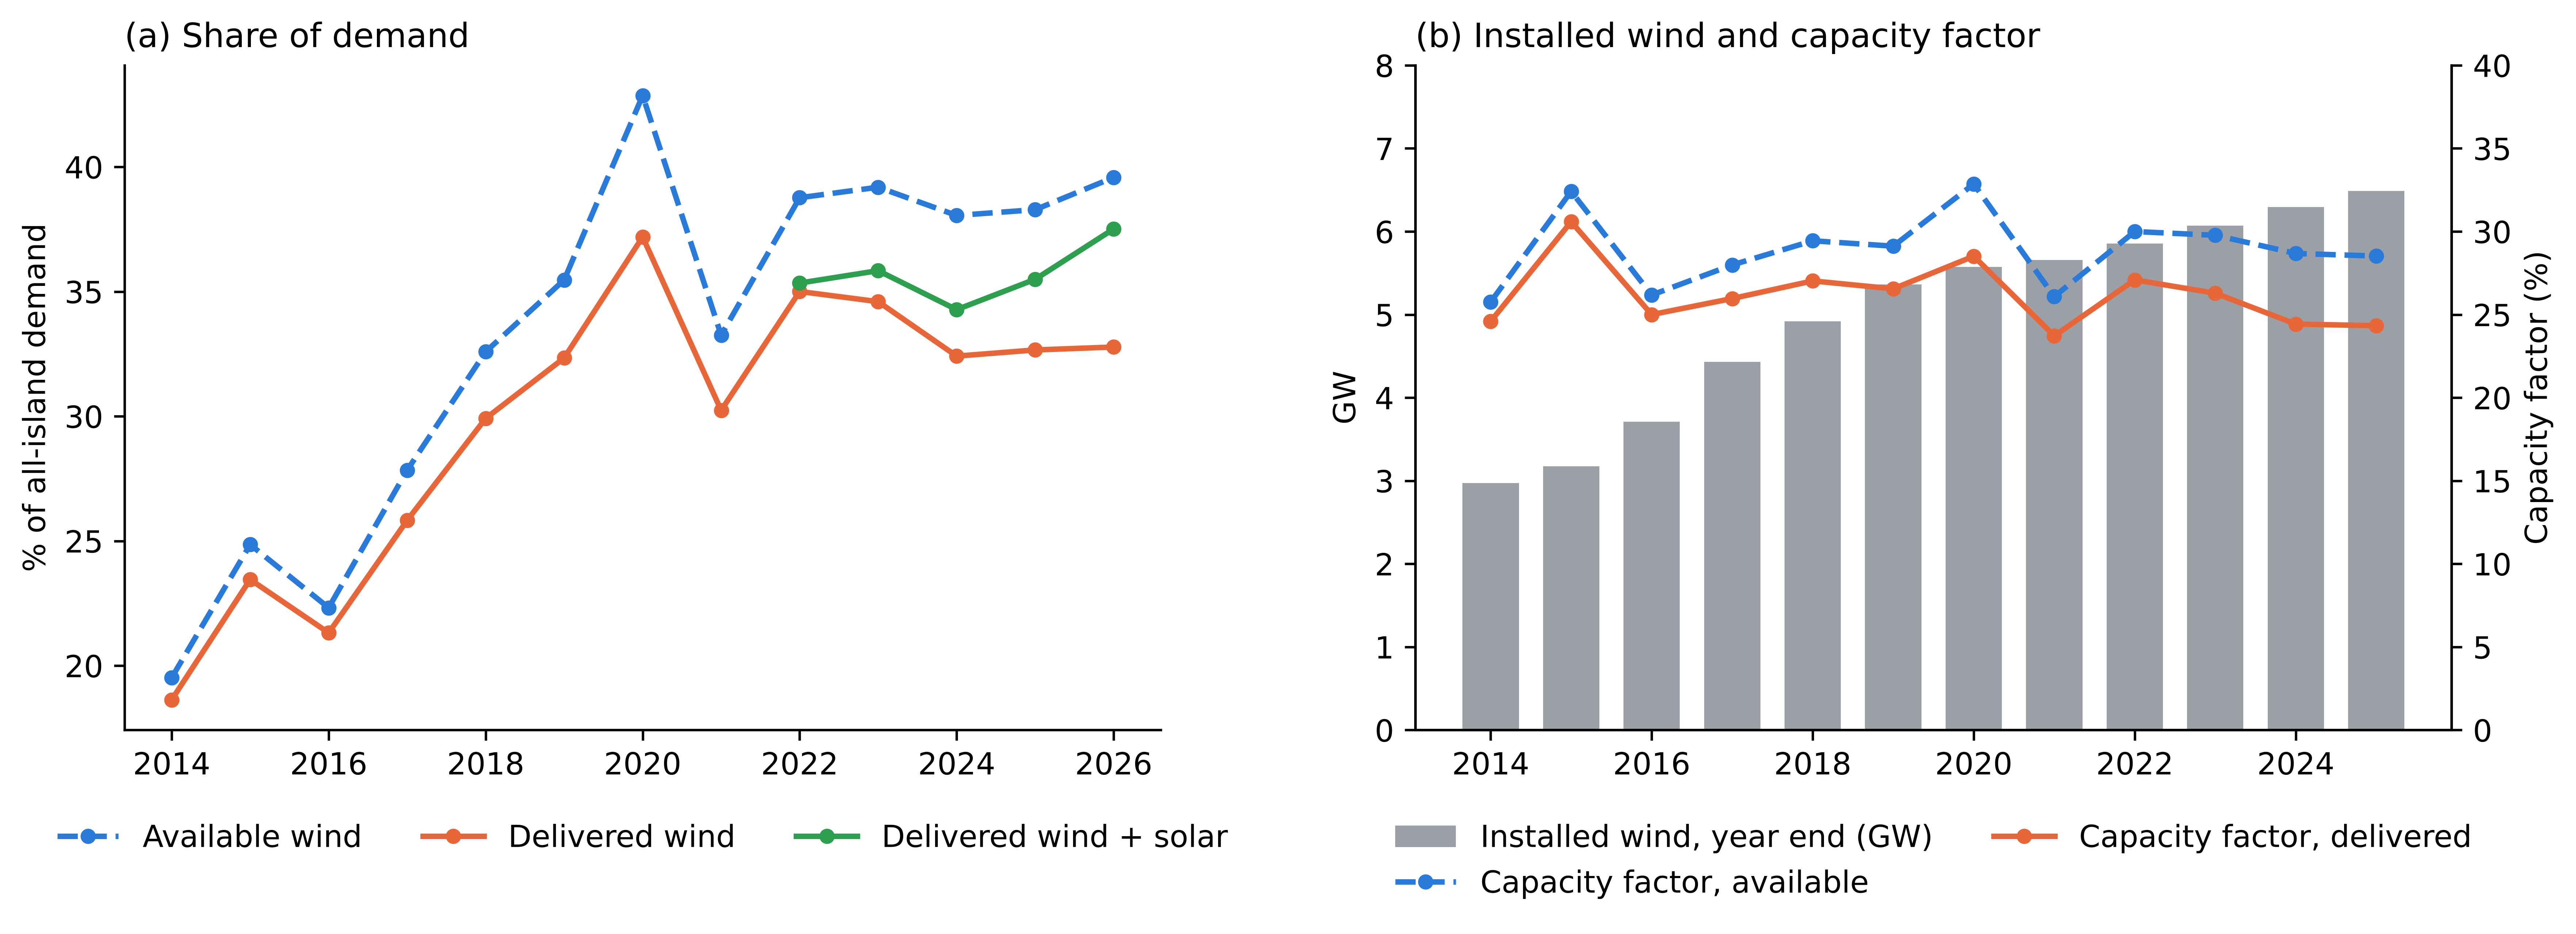 (a) Share of demand
% of all-island demand
40
35
30
25
20
2014 2016 2018 2020 2022 2024 2026
Available wind Delivered wind Delivered wind + solar
(b) Installed wind and capacity factor
GW
8
7
6
5
4
3
2
1
0
40
35
30
25
20
15
10
5
0
Capacity factor (%)
2014 2016 2018 2020 2022 2024
Installed wind, year end (GW) Capacity factor, delivered
Capacity factor, available